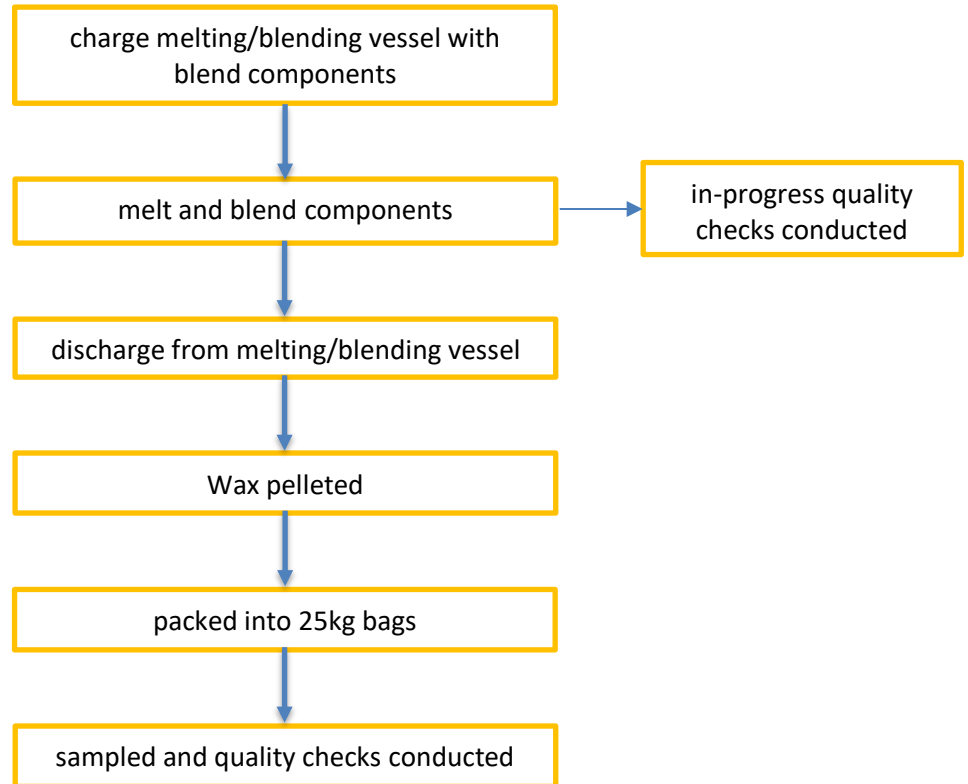 charge melting/blending vessel with
blend components
melt and blend components
in-progress quality
checks conducted
discharge from melting/blending vessel
Wax pelleted
packed into 25kg bags
sampled and quality checks conducted